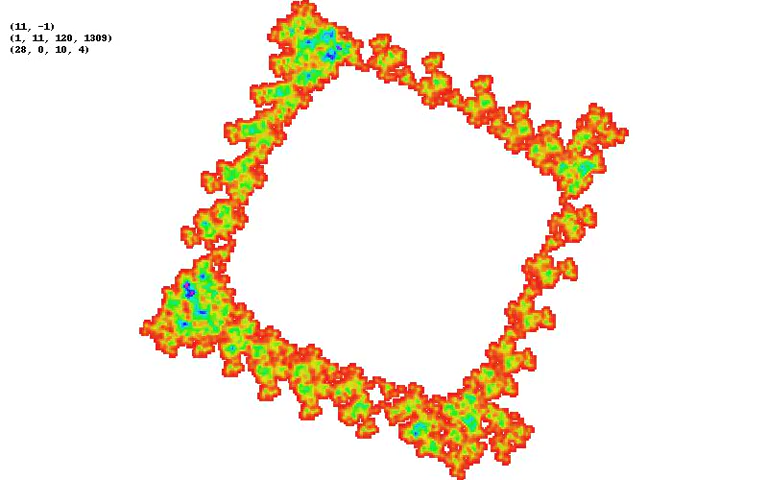 (11, -1)
(1, 11, 120, 1309)
(28, 0, 10, 4)